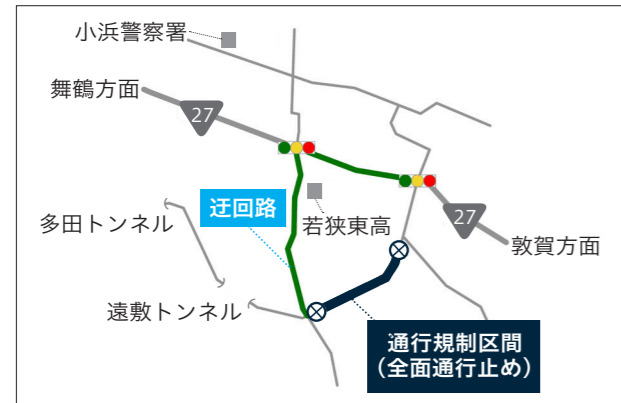 小浜警察署
舞鶴方面
27
迂回路
若狭東高
多田トンネル
27
敦賀方面
遠敷トンネル
通行規制区間
（全面通行止め）